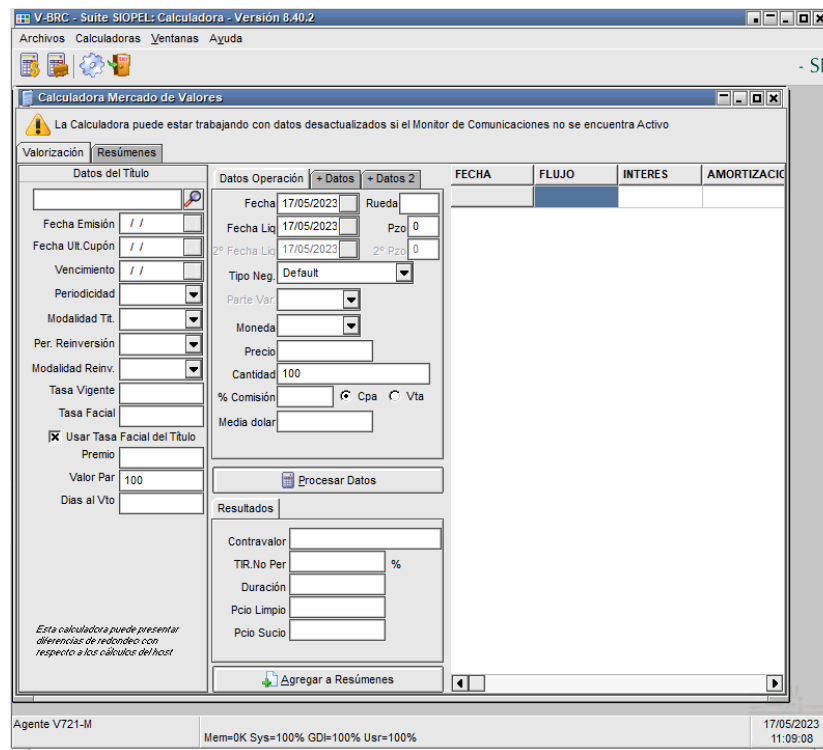 V-BRC - Suite SIOPEL: Calculadora - Versión 8.40.2
Archivos Calculadoras Ventanas Ayuda
- SI
Calculadora Mercado de Valores
La Calculadora puede estar trabajando con datos desactualizados si el Monitor de Comunicaciones no se encuentra Activo
Valorización Resúmenes
Datos del Título
Fecha Emisión / /
Fecha Ult.Cupón / /
Vencimiento / /
Periodicidad
Modalidad Tit.
Per. Reinversión
Modalidad Reinv.
Tasa Vigente
Tasa Facial
Usar Tasa Facial del Título
Premio
Valor Par 100
Dias al Vto
Esta calculadora puede presentar
diferencias de redondeo con
respecto a los cálculos del host
Datos Operación + Datos + Datos 2
Fecha 17/05/2023 Rueda
Fecha Liq 17/05/2023 Pzo 0
2º Fecha Liq 17/05/2023 2º Pzo 0
Tipo Neg. Default
Parte Var.
Moneda
Precio
Cantidad 100
% Comisión Cpa Vta
Media dolar
Procesar Datos
Resultados
Contravalor
TIR.No Per %
Duración
Pcio Limpio
Pcio Sucio
Agregar a Resúmenes
FECHA FLUJO INTERES AMORTIZACIC
Agente V721-M
Mem=0K Sys=100% GDI=100% Usr=100%
17/05/2023
11:09:08